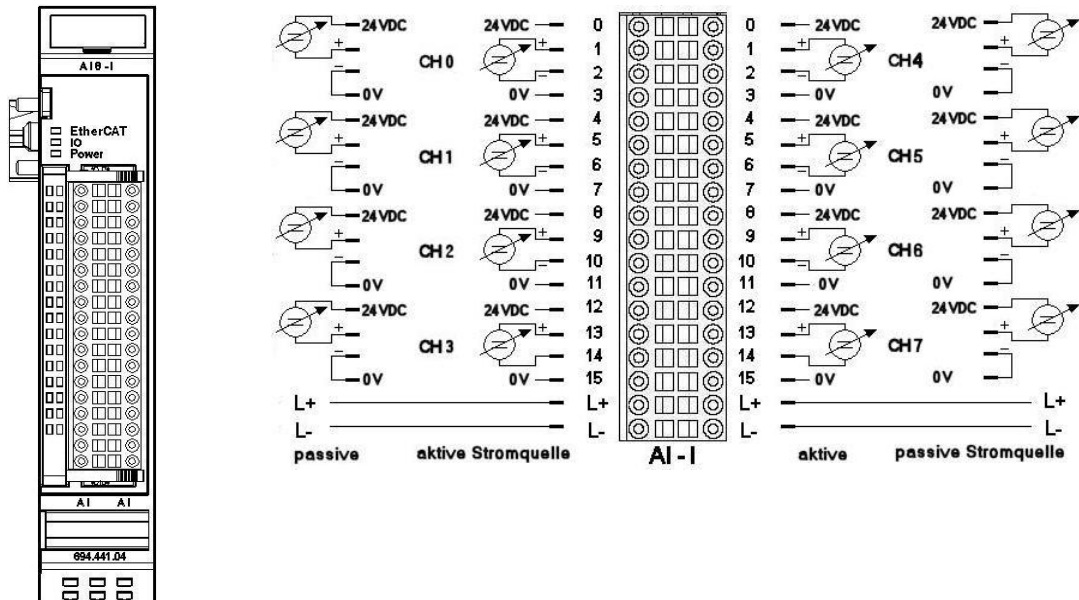 AI8-I
EtherCAT
IO
Power
AI AI
694.441.04
24VDC 24VDC 0 0 24VDC 24VDC
+ + 1 1 + +
CH0 CH4
– – 2 2 – –
0V 0V 3 3 0V 0V
24VDC 24VDC 4 4 24VDC 24VDC
+ + 5 5 + +
CH1 CH5
– – 6 6 – –
0V 0V 7 7 0V 0V
24VDC 24VDC 8 8 24VDC 24VDC
+ + 9 9 + +
CH2 CH6
– – 10 10 – –
0V 0V 11 11 0V 0V
24VDC 24VDC 12 12 24VDC 24VDC
+ + 13 13 + +
CH3 CH7
– 14 14 –
0V 0V 15 15 0V 0V
L+ L+ L+ L+
L- L- L- L-
passive aktive Stromquelle AI-I aktive passive Stromquelle